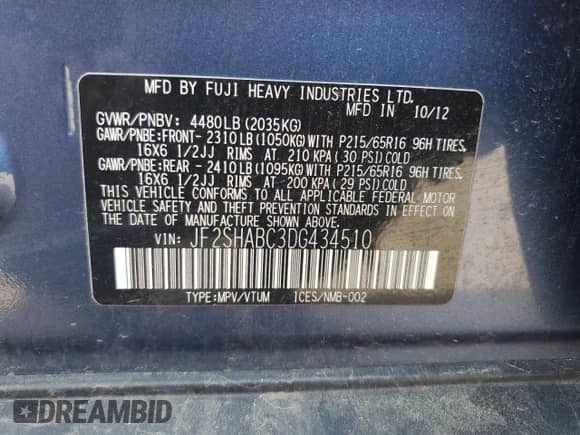 MFD BY FUJI HEAVY INDUSTRIES LTD.
MFD IN 10/12
GVWR/PNBV: 4480LB(2035KG)
GAWR/PNBE:FRONT-2310LB(1050KG)WITH P215/65R16 96H TIRES,
16X6 1/2JJ RIMS AT 210 KPA(30 PSI)COLD
GAWR/PNBE:REAR -2410LB(1095KG)WITH P215/65R16 96H TIRES,
16X6 1/2JJ RIMS AT 200 KPA(29 PSI)COLD
THIS VEHICLE CONFORMS TO ALL APPLICABLE FEDERAL MOTOR
VEHICLE SAFETY AND BUMPER STANDARDS IN EFFECT ON THE
DATE OF MANUFACTURE SHOWN ABOVE.
VIN: JF2SHABC3DG434510
TYPE:MPV/VTUM ICES/NMB-002
DREAMBID